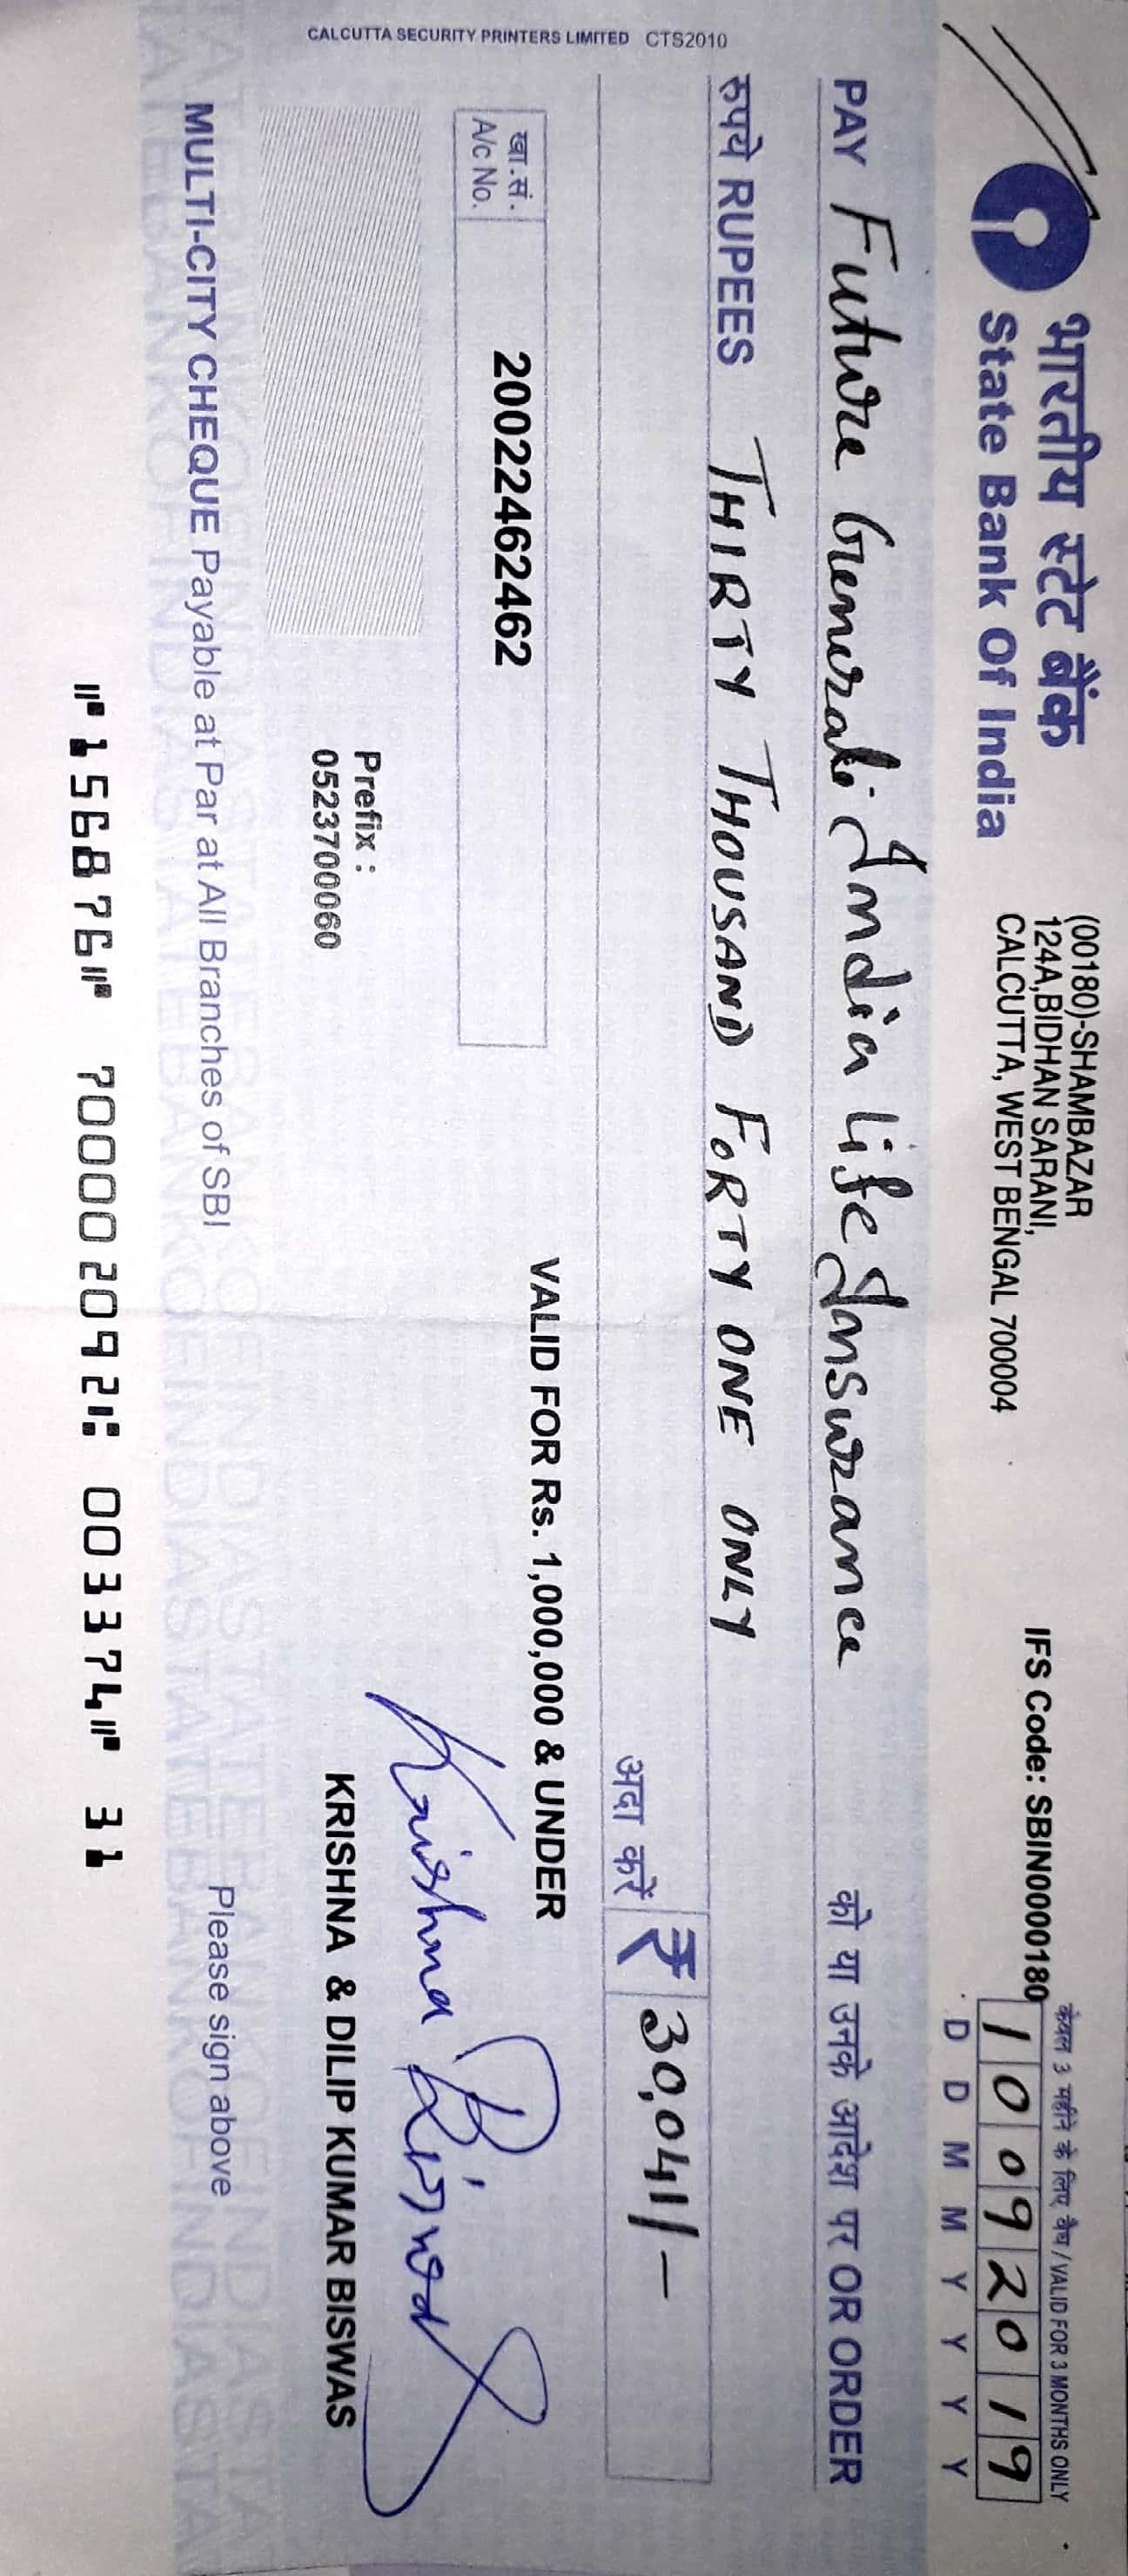 भारतीय स्टेट बैंक
State Bank Of India
(00180)-SHAMBAZAR
124A,BIDHAN SARANI,
CALCUTTA, WEST BENGAL 700004
IFS Code: SBIN0000180
केवल 3 महीने के लिए वैध / VALID FOR 3 MONTHS ONLY
1 0 0 9 2 0 1 9
D D M M Y Y Y Y
PAY Future Generali India Life Insurance को या उनके आदेश पर OR ORDER
रुपये RUPEES THIRTY THOUSAND FORTY ONE ONLY
अदा करें ₹ 30,041/-
खा.सं.
A/c No.
20022462462
VALID FOR Rs. 1,000,000 & UNDER
Prefix :
0523700060
KRISHNA & DILIP KUMAR BISWAS
MULTI-CITY CHEQUE Payable at Par at All Branches of SBI
Please sign above
⑈156876⑈ 700002092⑆ 003374⑈ 31
CALCUTTA SECURITY PRINTERS LIMITED CTS2010